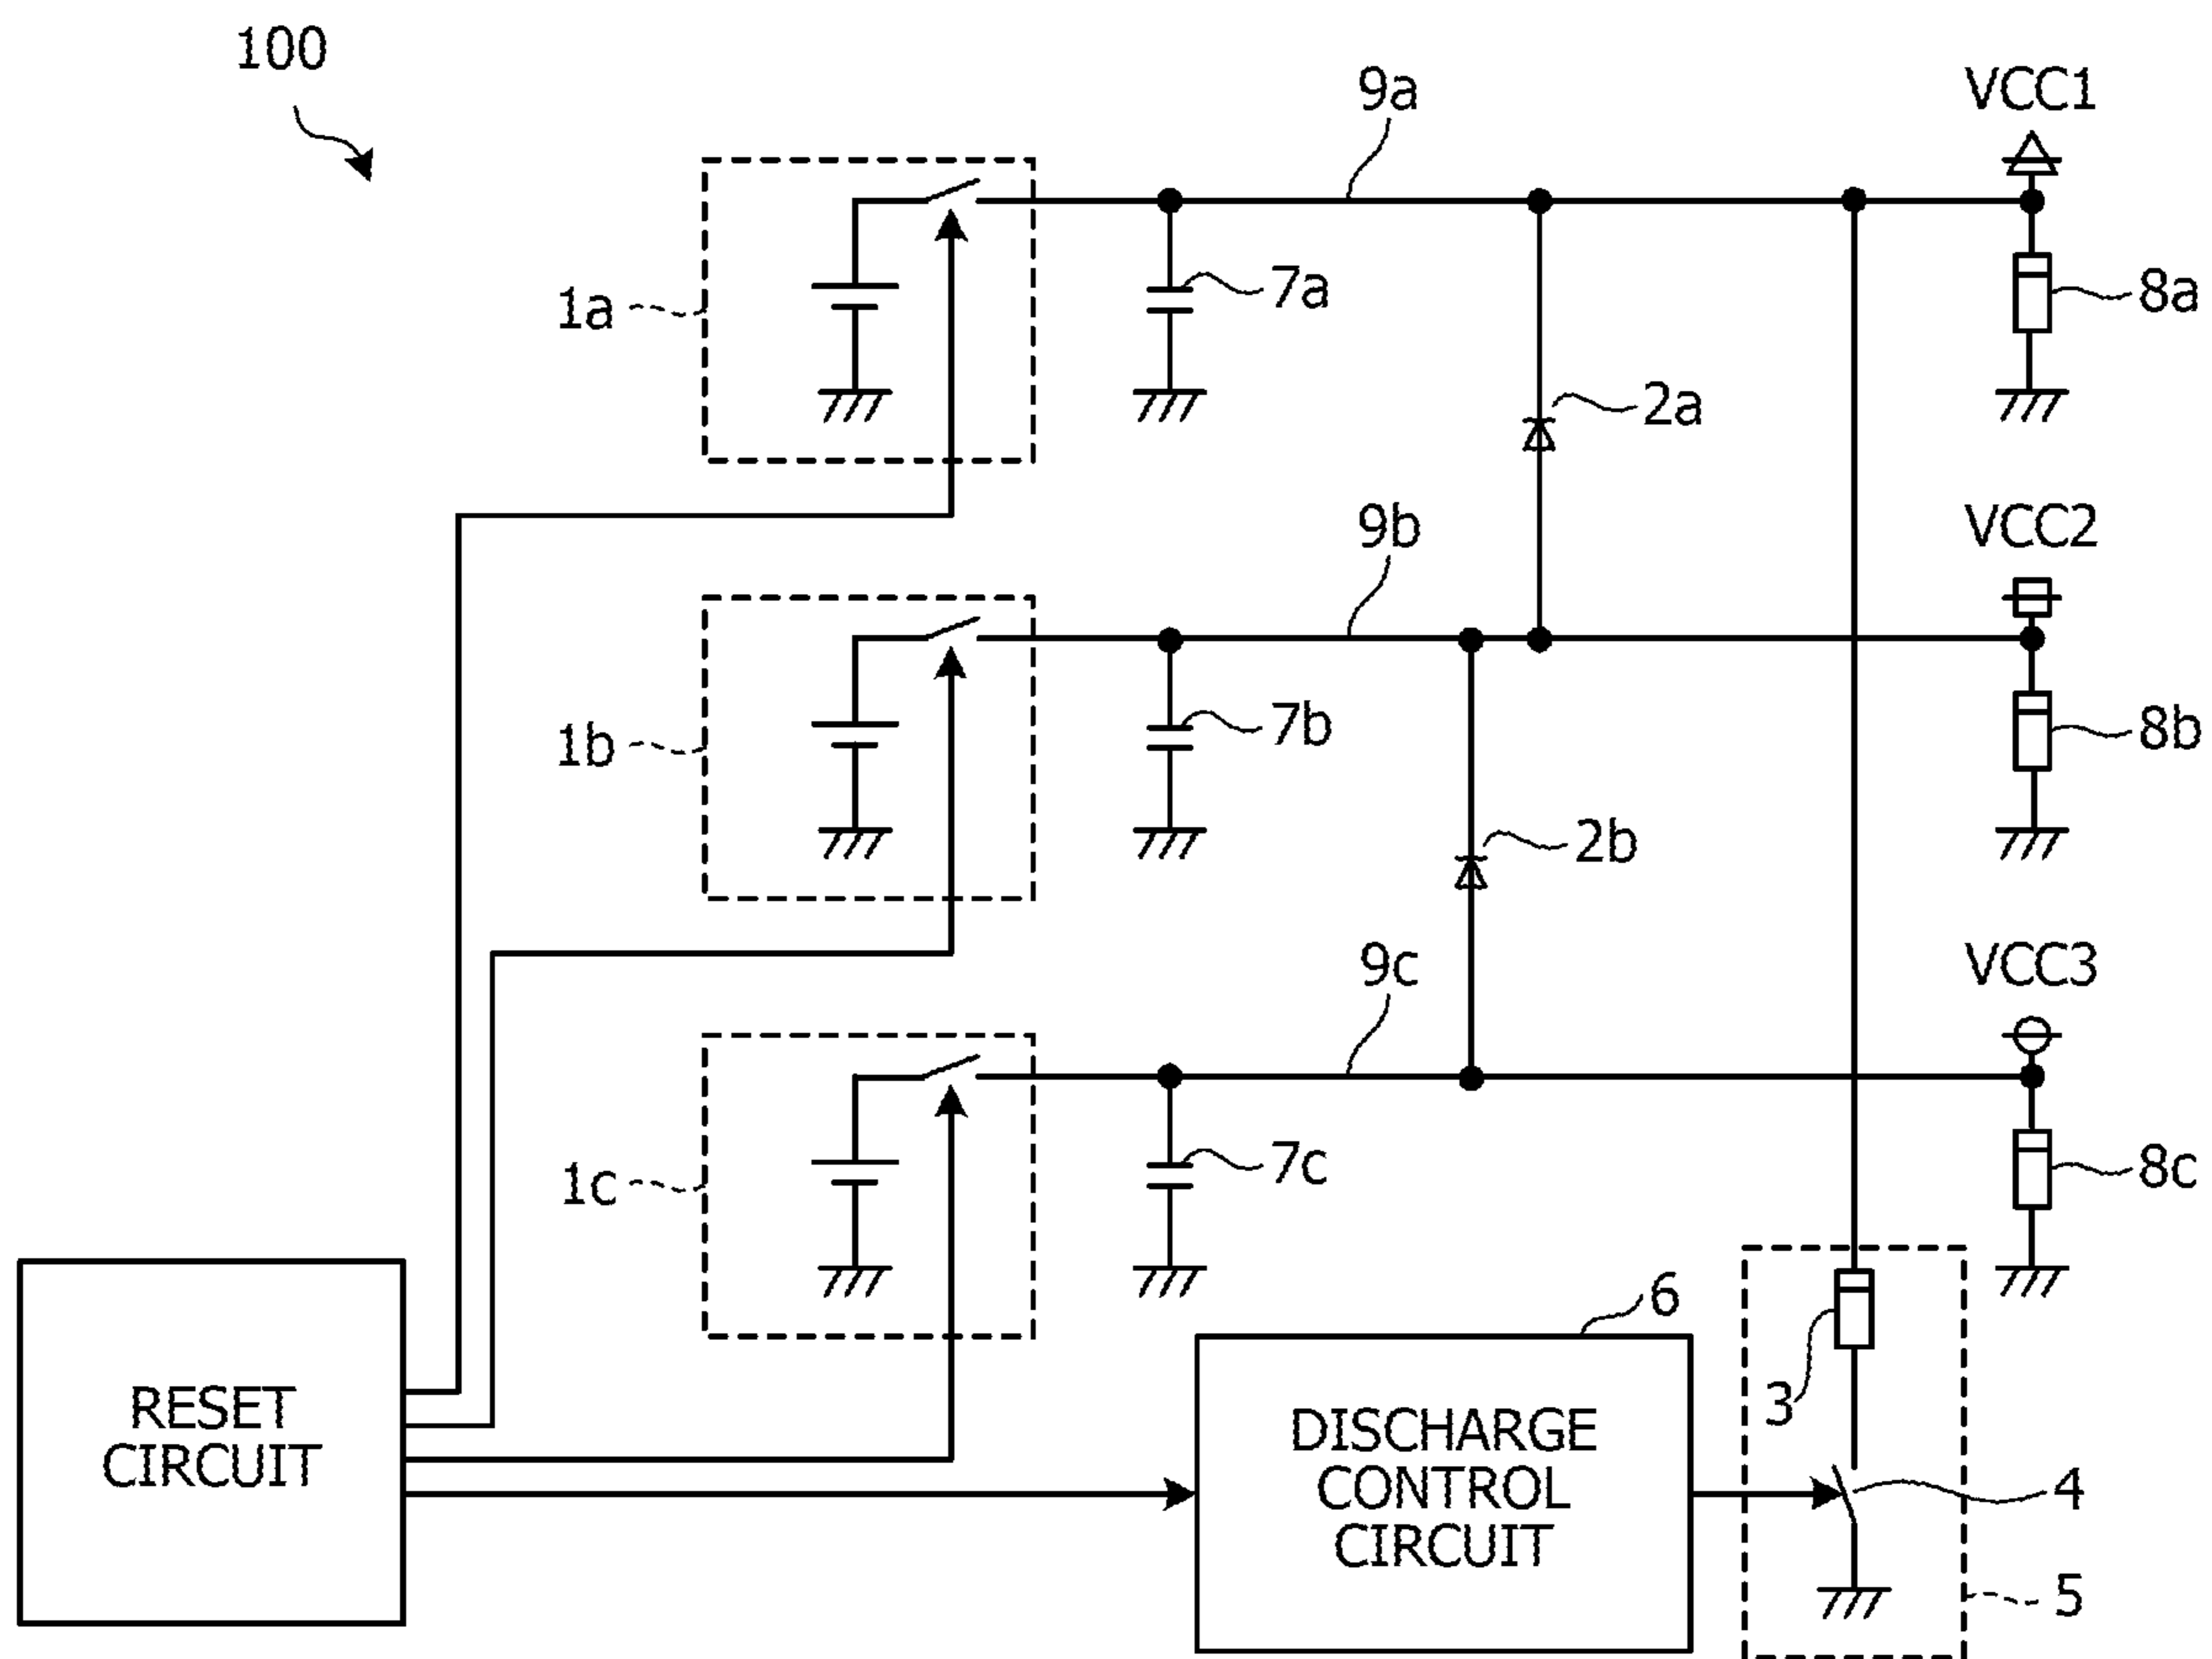 100
9a
VCC1
1a
7a
8a
2a
9b
VCC2
1b
7b
8b
2b
9c
VCC3
1c
7c
8c
6
3
RESET
CIRCUIT
DISCHARGE
CONTROL
CIRCUIT
4
5